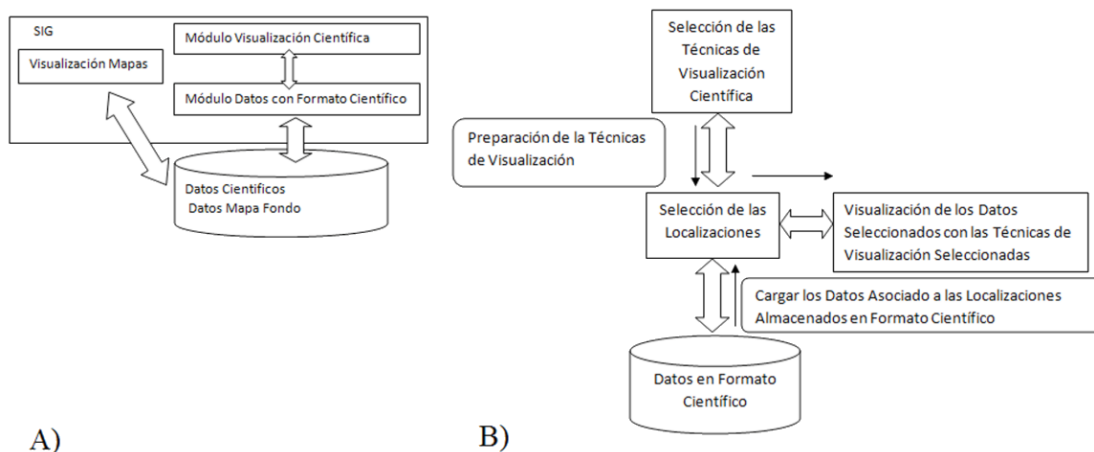 SIG
Módulo Visualización Científica
Visualización Mapas
Módulo Datos con Formato Científico
Datos Cientificos
Datos Mapa Fondo
A)
Selección de las
Técnicas de
Visualización
Científica
Preparación de la Técnicas
de Visualización
Selección de las
Localizaciones
Visualización de los Datos
Seleccionados con las Técnicas de
Visualización Seleccionadas
Cargar los Datos Asociado a las Localizaciones
Almacenados en Formato Científico
Datos en Formato
Científico
B)